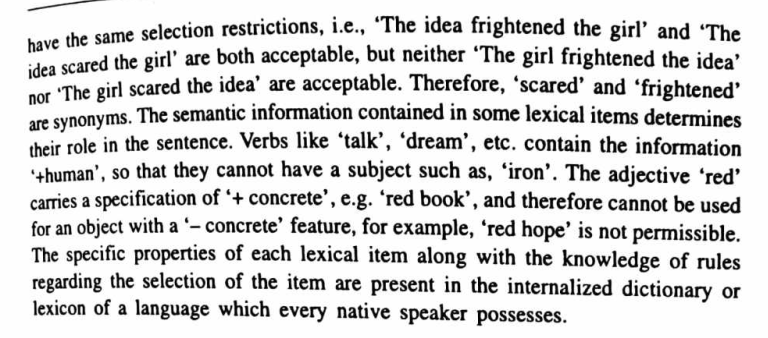 have the same selection restrictions, i.e., ‘The idea frightened the girl’ and ‘The
idea scared the girl’ are both acceptable, but neither ‘The girl frightened the idea’
nor ‘The girl scared the idea’ are acceptable. Therefore, ‘scared’ and ‘frightened’
are synonyms. The semantic information contained in some lexical items determines
their role in the sentence. Verbs like ‘talk’, ‘dream’, etc. contain the information
‘+human’, so that they cannot have a subject such as, ‘iron’. The adjective ‘red’
carries a specification of ‘+ concrete’, e.g. ‘red book’, and therefore cannot be used
for an object with a ‘– concrete’ feature, for example, ‘red hope’ is not permissible.
The specific properties of each lexical item along with the knowledge of rules
regarding the selection of the item are present in the internalized dictionary or
lexicon of a language which every native speaker possesses.